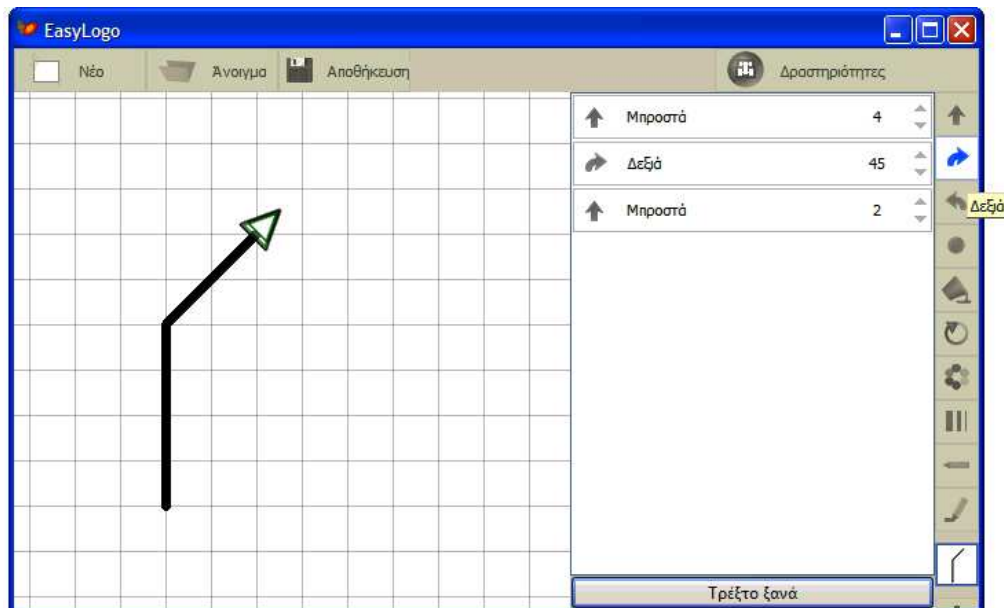 EasyLogo
Νέο Άνοιγμα Αποθήκευση Δραστηριότητες
Μπροστά 4
Δεξιά 45
Μπροστά 2
Δεξιά
Τρέξτο ξανά